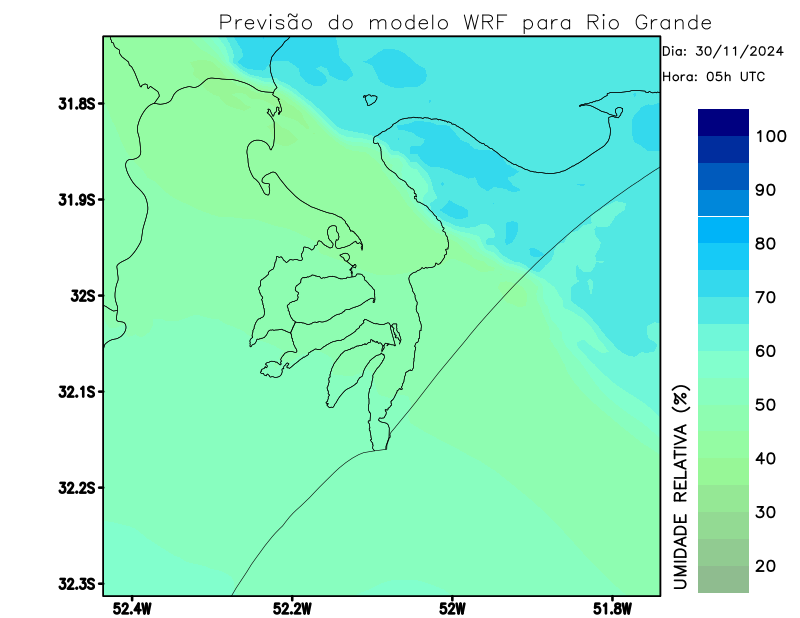 Previsão do modelo WRF para Rio Grande
Dia: 30/11/2024
Hora: 05h UTC
31.8S
31.9S
32S
32.1S
32.2S
32.3S
52.4W
52.2W
52W
51.8W
UMIDADE RELATIVA (%)
100
90
80
70
60
50
40
30
20